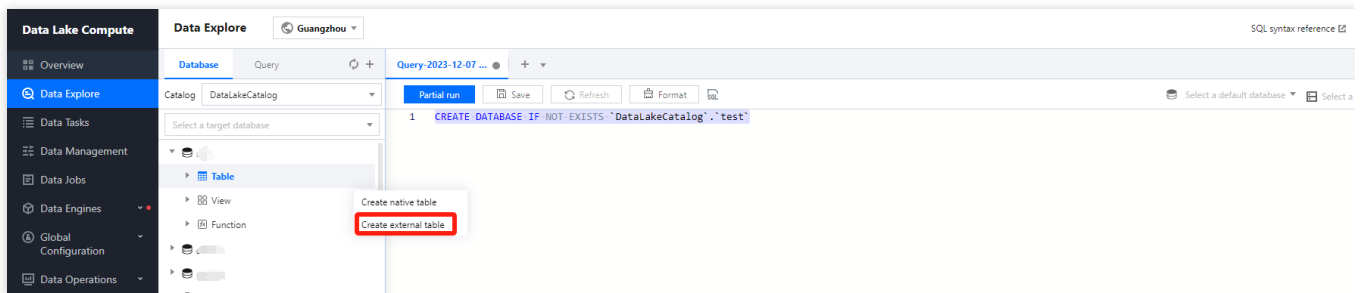 Data Lake Compute
Data Explore
Guangzhou
SQL syntax reference
Overview
Data Explore
Data Tasks
Data Management
Data Jobs
Data Engines
Global
Configuration
Data Operations
Database
Query
Catalog
DataLakeCatalog
Select a target database
Table
View
Function
Create native table
Create external table
Query-2023-12-07 ...
Partial run
Save
Refresh
Format
SQL
Select a default database
Select a
1 CREATE DATABASE IF NOT EXISTS `DataLakeCatalog`.`test`